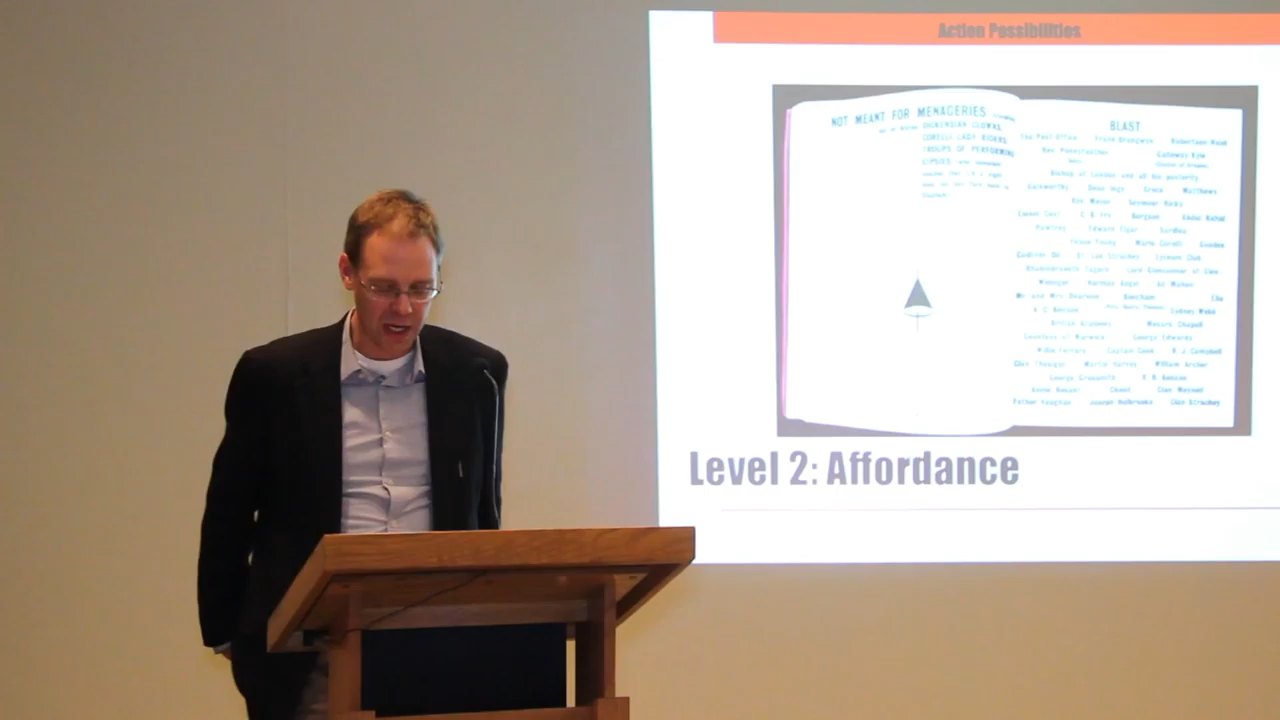 Action Possibilities
NOT MEANT FOR MENAGERIES
DICKENSIAN CLOWNS,
CORELLI LADY RIDERS,
TROUPS OF PERFORMING
GIPSIES
BLAST
The Post Office Frank Brangwyn Robertson Nicol
Rev. Pennyfeather Galloway Kyle
Bishop of London and all his posterity
Galsworthy Dean Inge Croce Matthews
Rev Meyer Seymour Hicks
Lionel Cust C. B. Fry Bergson Abdul Bahai
Hawtrey Edward Elgar Sardlea
Filson Young Marie Corelli Geddes
Codliver Oil St. Loe Strachey Lyceum Club
Rhabindraneth Tagore Lord Glenconner of Glen
Weiniger Norman Angel Ad. Mahon
Mr. and Mrs. Dearmer Beecham Ella
A. C. Benson Sydney Webb
British Academy Messrs. Chapell
Countess of Warwick George Edwards
Willie Ferraro Captain Cook R. J. Campbell
Clan Thesiger Martin Harvey William Archer
George Grossmith R. H. Benson
Annie Besant Chenil Clan Meynell
Father Vaughan Joseph Holbrooke Clan Strachey
Level 2: Affordance